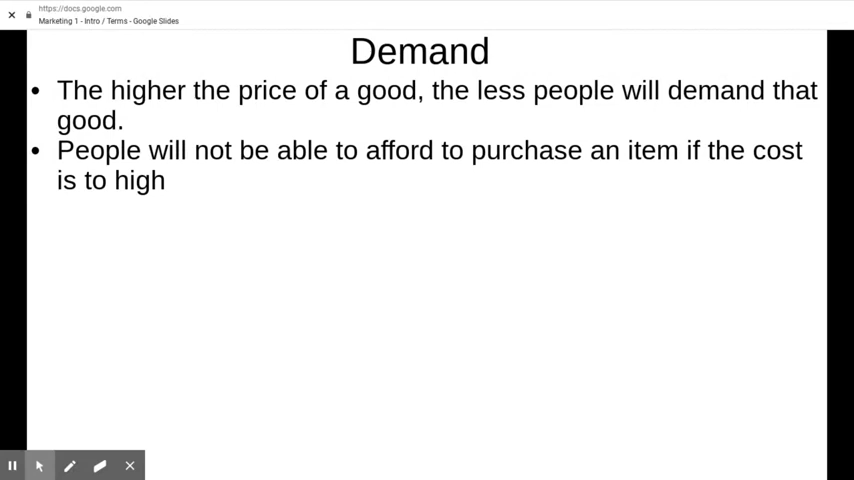 https://docs.google.com
Marketing 1 - Intro / Terms - Google Slides
Demand
• The higher the price of a good, the less people will demand that
good.
• People will not be able to afford to purchase an item if the cost
is to high